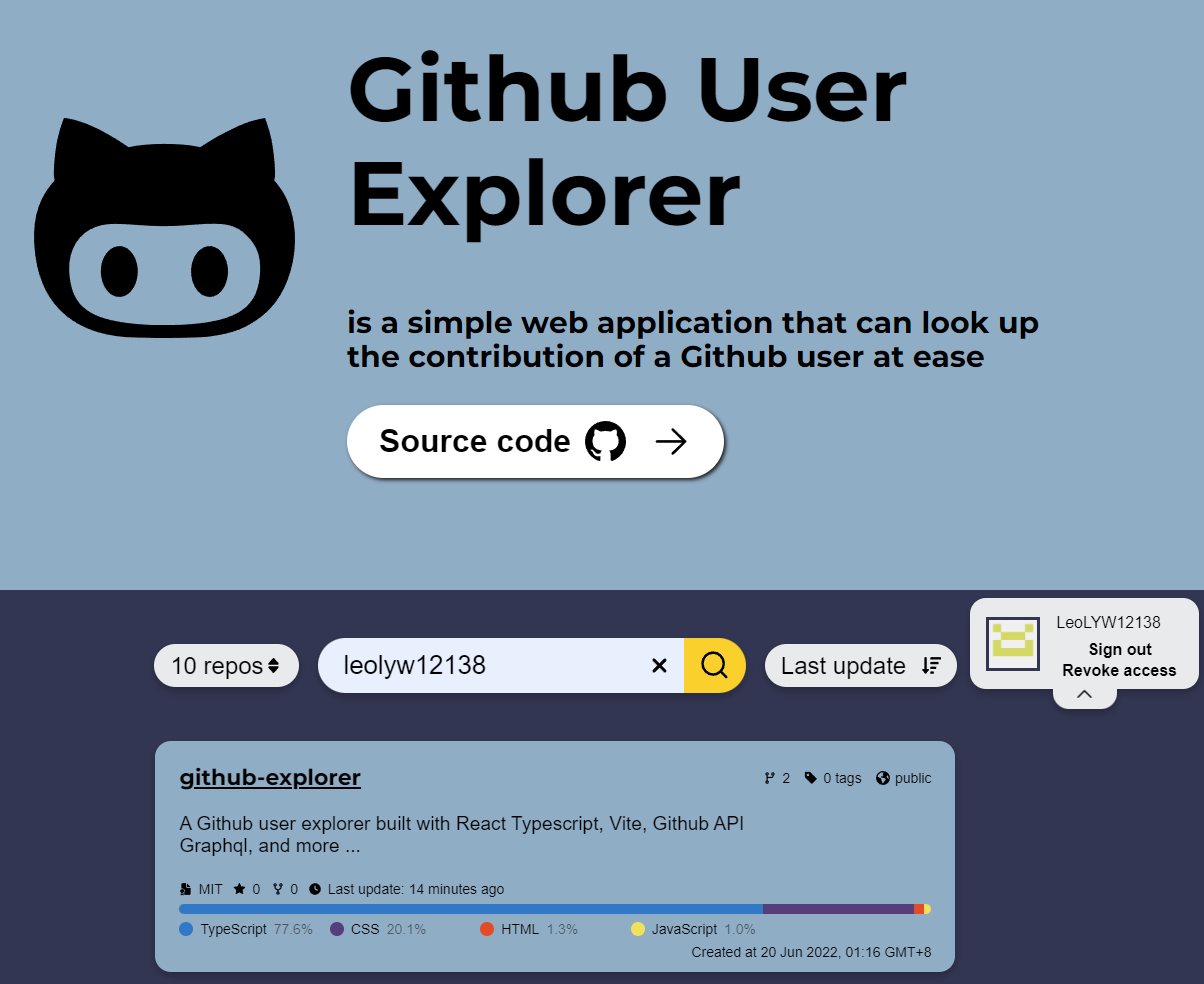 Github User
Explorer
is a simple web application that can look up
the contribution of a Github user at ease
Source code
10 repos
leolyw12138
Last update
LeoLYW12138
Sign out
Revoke access
github-explorer
2 0 tags public
A Github user explorer built with React Typescript, Vite, Github API
Graphql, and more ...
MIT 0 0 Last update: 14 minutes ago
TypeScript 77.6% CSS 20.1% HTML 1.3% JavaScript 1.0%
Created at 20 Jun 2022, 01:16 GMT+8